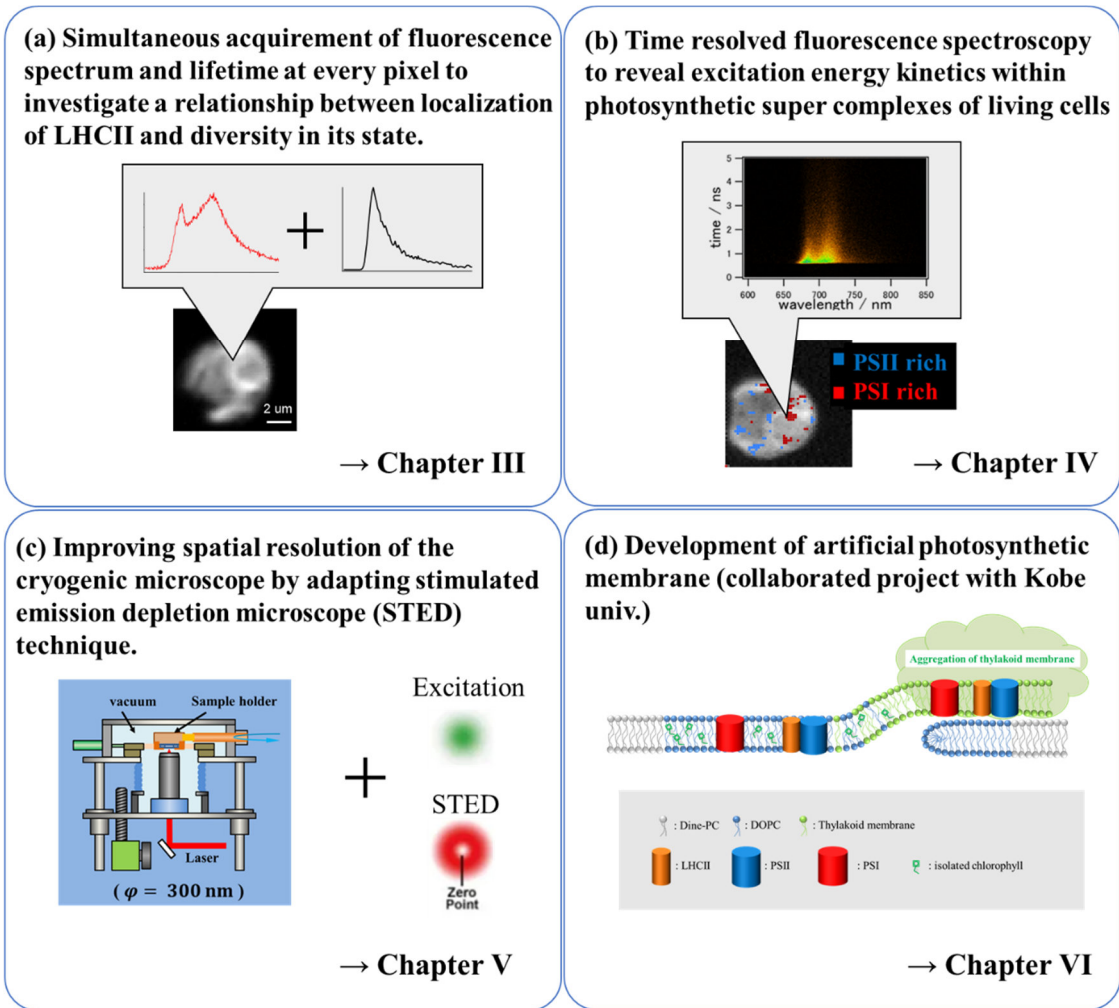 (a) Simultaneous acquirement of fluorescence
spectrum and lifetime at every pixel to
investigate a relationship between localization
of LHCII and diversity in its state.
+
2 um
→ Chapter III
(b) Time resolved fluorescence spectroscopy
to reveal excitation energy kinetics within
photosynthetic super complexes of living cells
time / ns
5
4
3
2
1
0
600 650 700 750 800 850
wavelength / nm
PSII rich
PSI rich
→ Chapter IV
(c) Improving spatial resolution of the
cryogenic microscope by adapting stimulated
emission depletion microscope (STED)
technique.
vacuum
Sample holder
Laser
( φ = 300 nm )
+
Excitation
STED
Zero
Point
→ Chapter V
(d) Development of artificial photosynthetic
membrane (collaborated project with Kobe
univ.)
Aggregation of thylakoid membrane
: Dine-PC : DOPC : Thylakoid membrane
: LHCII : PSII : PSI : isolated chlorophyll
→ Chapter VI